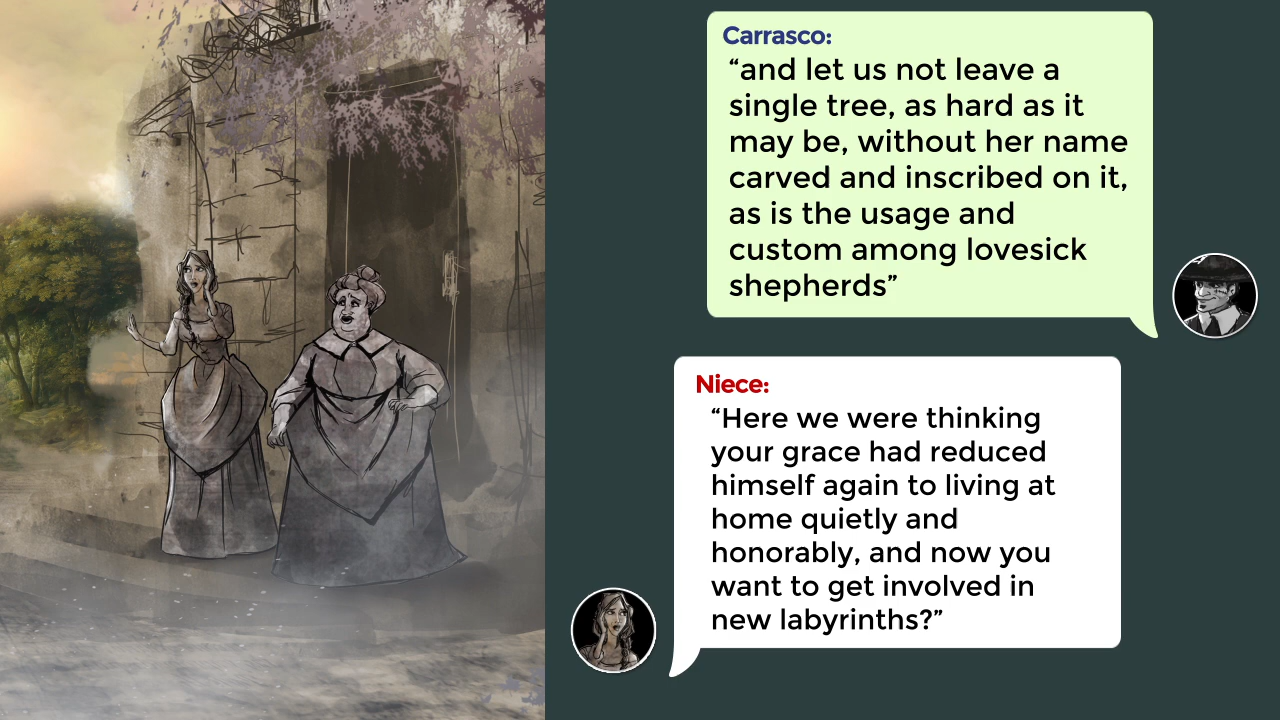 Carrasco:
“and let us not leave a
single tree, as hard as it
may be, without her name
carved and inscribed on it,
as is the usage and
custom among lovesick
shepherds”
Niece:
“Here we were thinking
your grace had reduced
himself again to living at
home quietly and
honorably, and now you
want to get involved in
new labyrinths?”